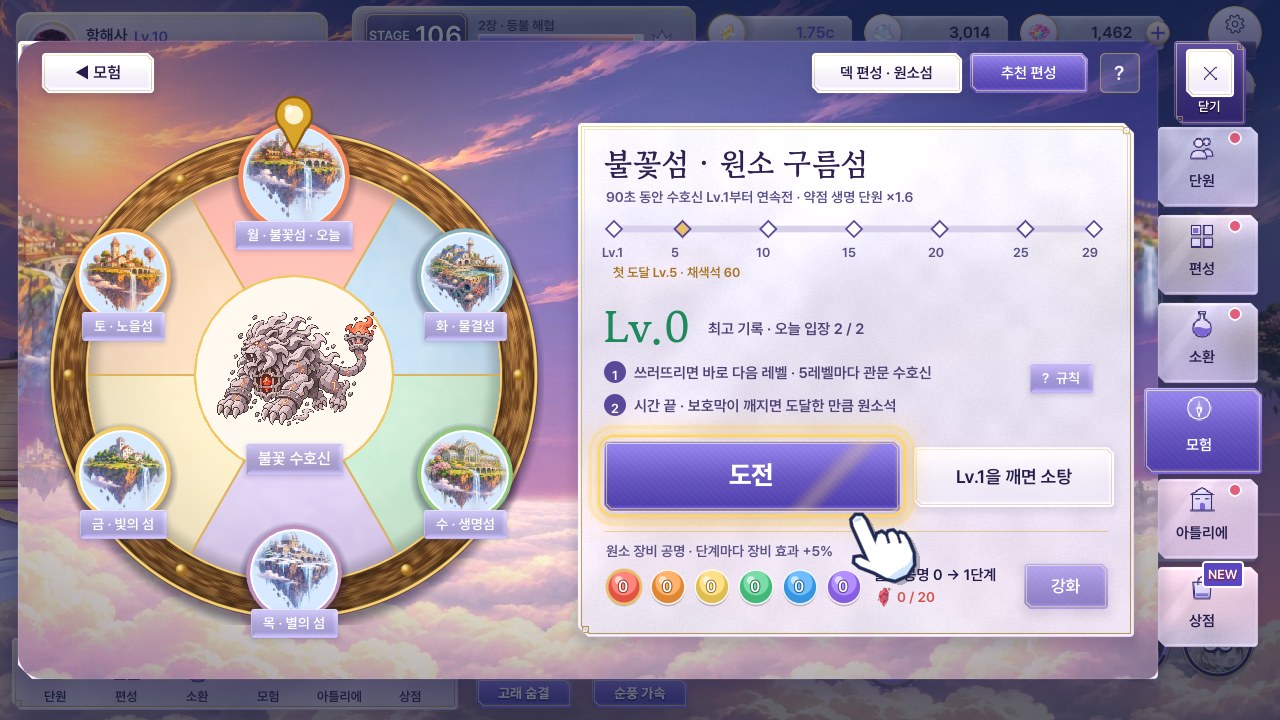 항해사 Lv.10
STAGE 106
2장 · 등불 해협
1.75c
3,014
1,462
◀ 모험
덱 편성 · 원소섬
추천 편성
?
닫기
월 · 불꽃섬 · 오늘
토 · 노을섬
화 · 물결섬
불꽃 수호신
금 · 빛의 섬
수 · 생명섬
목 · 별의 섬
불꽃섬 · 원소 구름섬
90초 동안 수호신 Lv.1부터 연속전 · 약점 생명 단원 ×1.6
Lv.1 5 10 15 20 25 29
첫 도달 Lv.5 · 채색석 60
Lv.0 최고 기록 · 오늘 입장 2 / 2
1 쓰러뜨리면 바로 다음 레벨 · 5레벨마다 관문 수호신
2 시간 끝 · 보호막이 깨지면 도달한 만큼 원소석
? 규칙
도전
Lv.1을 깨면 소탕
원소 장비 공명 · 단계마다 장비 효과 +5%
0 0 0 0 0 0
공명 0 → 1단계
0 / 20
강화
단원
편성
소환
모험
아틀리에
NEW
상점
단원 편성 소환 모험 아틀리에 상점
고래 숨결
순풍 가속